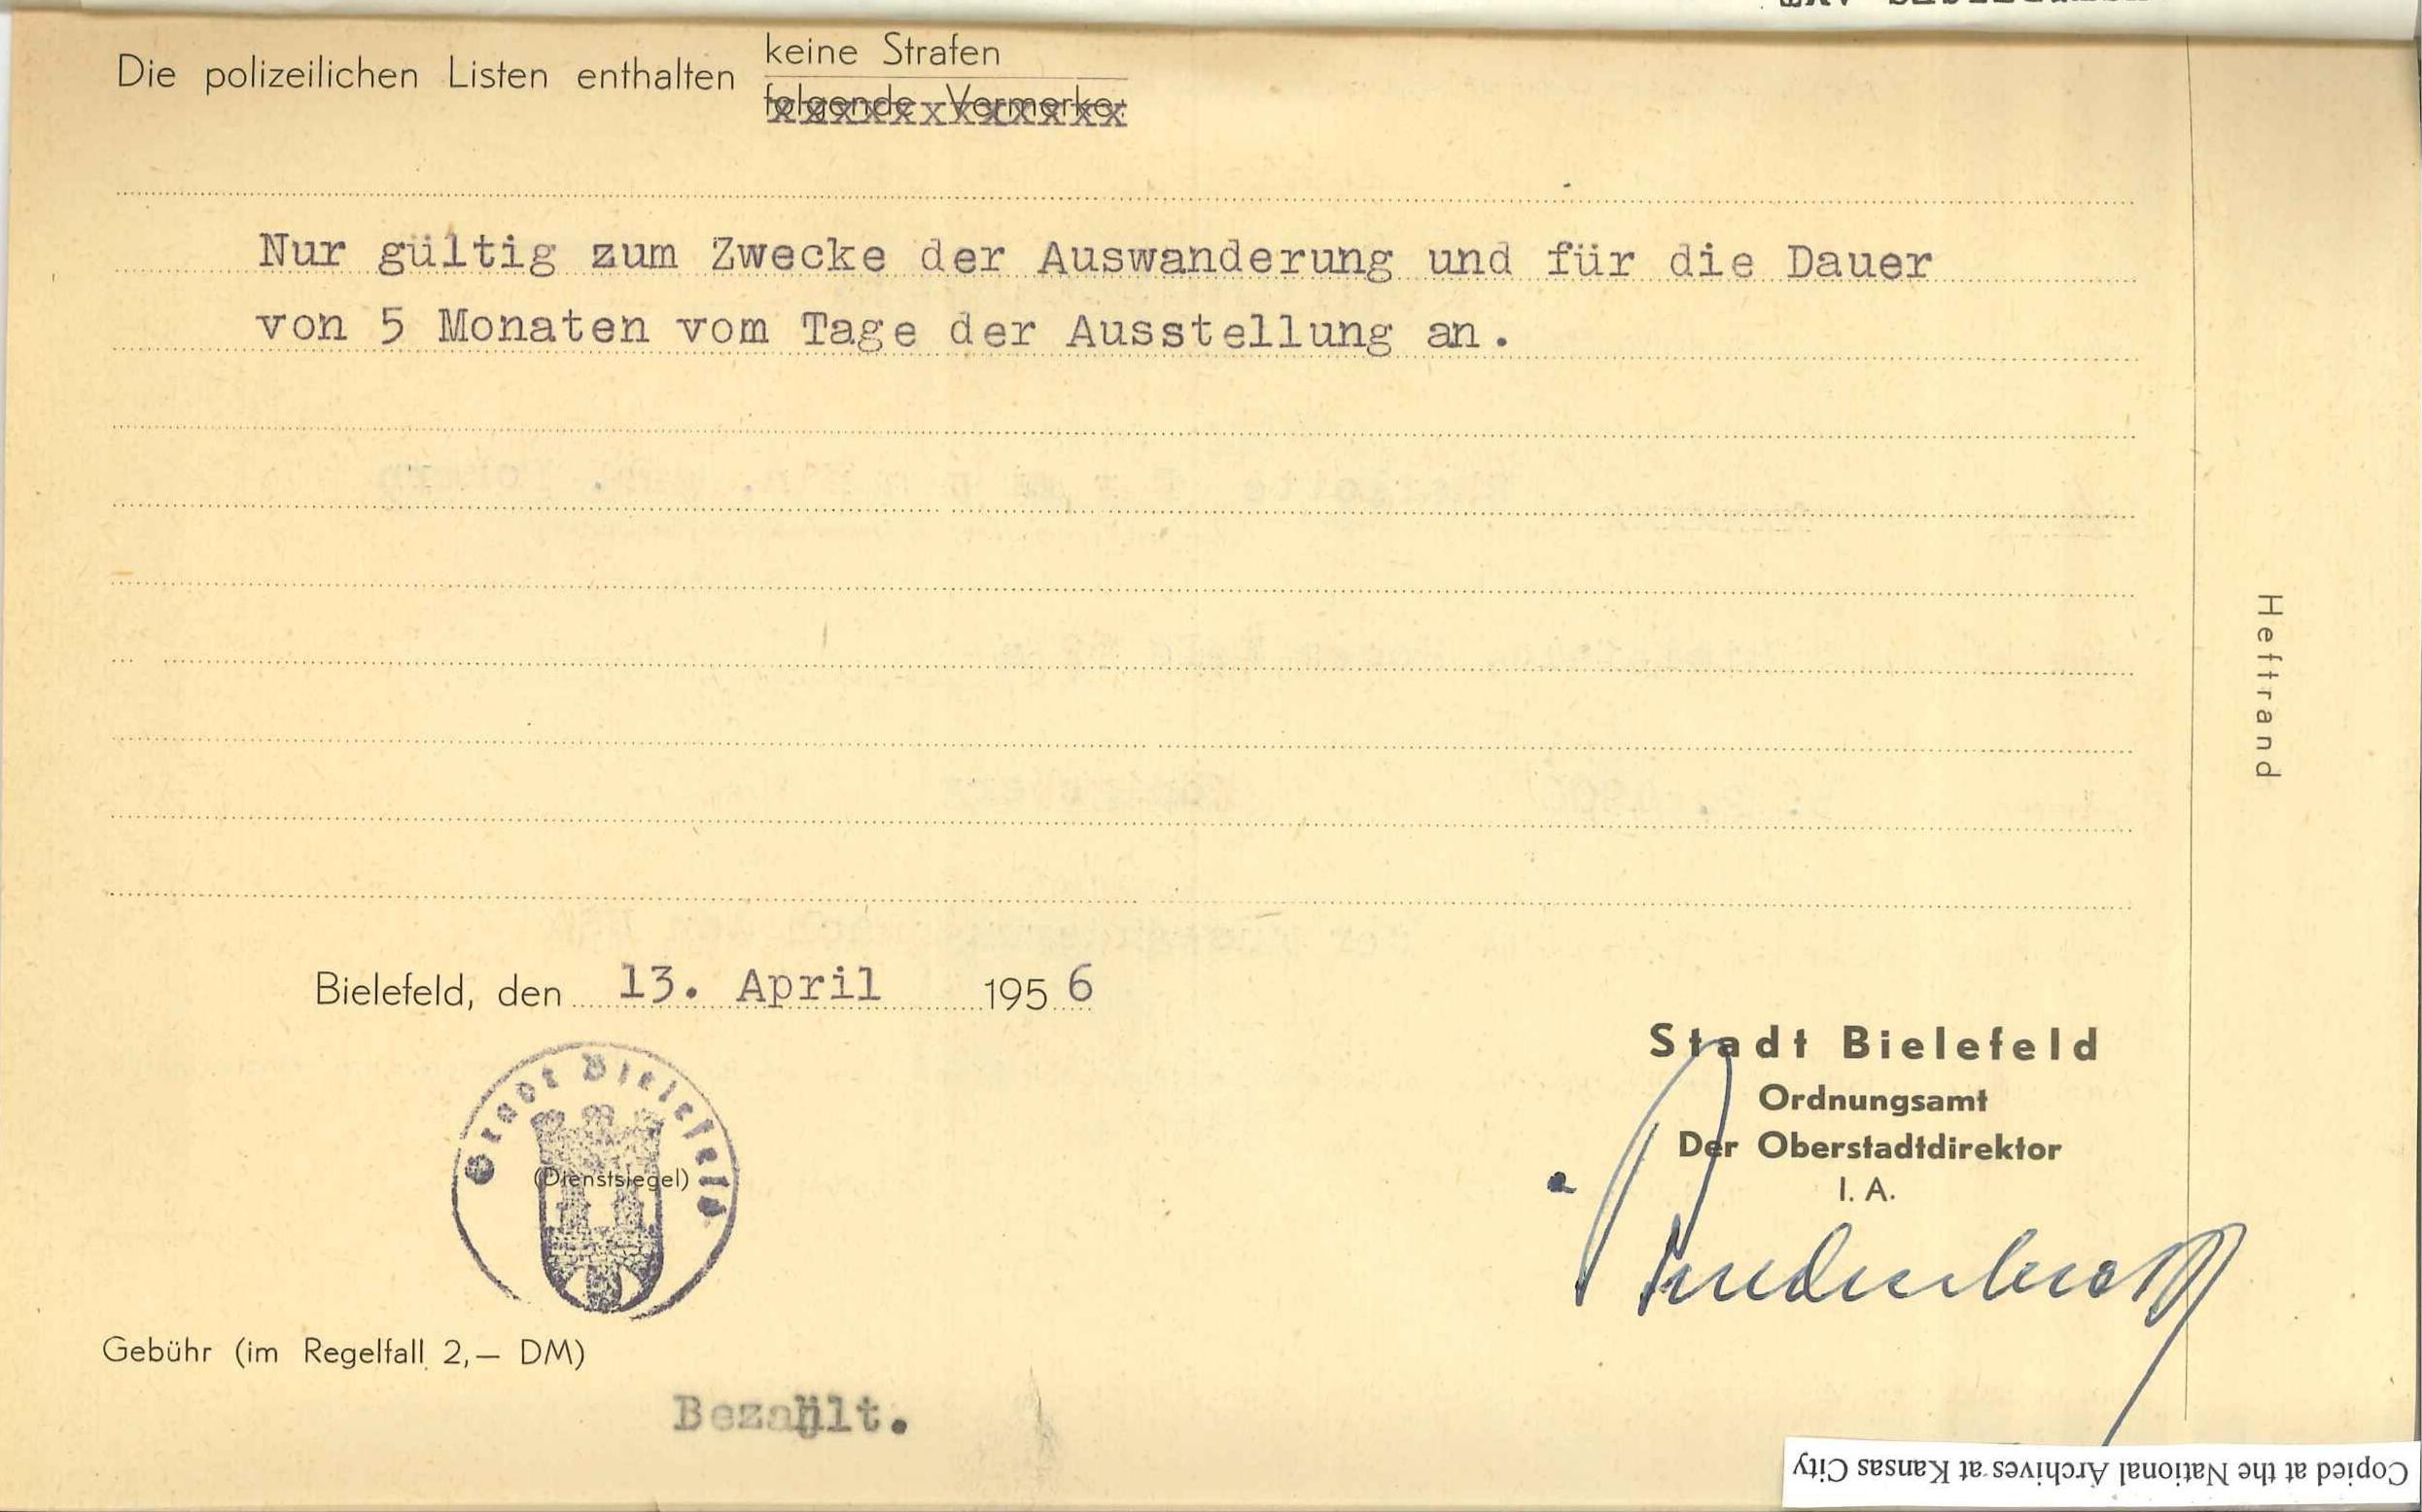 Die polizeilichen Listen enthalten keine Strafen
folgende Vermerke:
Nur gültig zum Zwecke der Auswanderung und für die Dauer
von 5 Monaten vom Tage der Ausstellung an.
Heftrand
Bielefeld, den 13. April 1956
Stadt Bielefeld
Ordnungsamt
Der Oberstadtdirektor
I. A.
Stadt Bielefeld
(Dienstsiegel)
Gebühr (im Regelfall 2,— DM)
Bezahlt.
Copied at the National Archives at Kansas City